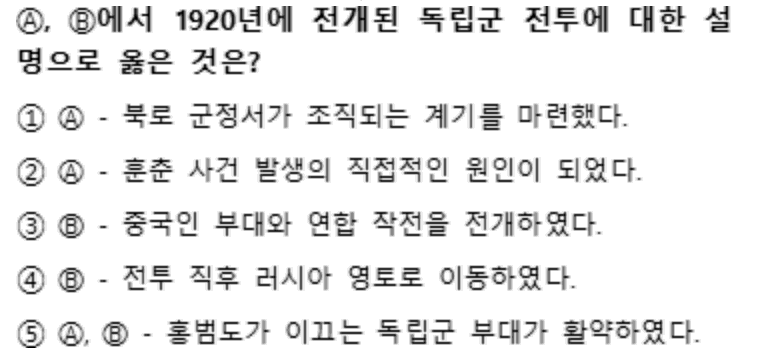 Ⓐ, Ⓑ에서 1920년에 전개된 독립군 전투에 대한 설
명으로 옳은 것은?
① Ⓐ - 북로 군정서가 조직되는 계기를 마련했다.
② Ⓐ - 훈춘 사건 발생의 직접적인 원인이 되었다.
③ Ⓑ - 중국인 부대와 연합 작전을 전개하였다.
④ Ⓑ - 전투 직후 러시아 영토로 이동하였다.
⑤ Ⓐ, Ⓑ - 홍범도가 이끄는 독립군 부대가 활약하였다.